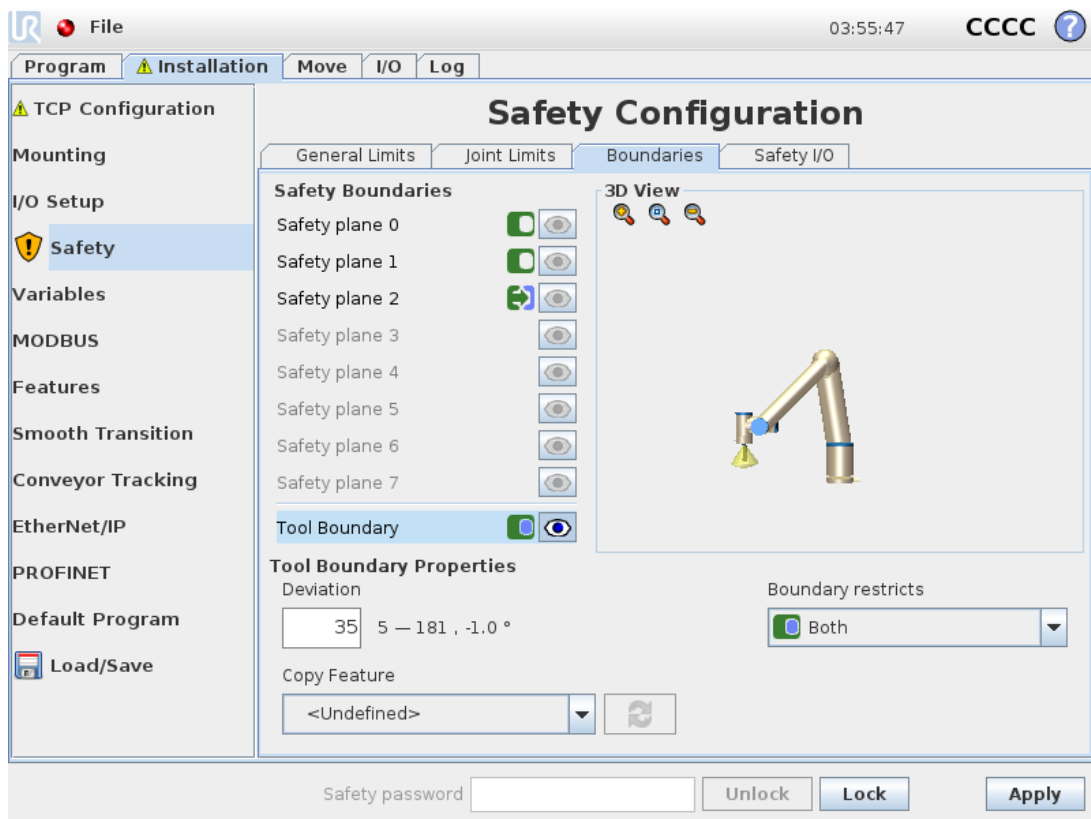 UR File 03:55:47 CCCC ?
Program Installation Move I/O Log
TCP Configuration
Mounting
I/O Setup
Safety
Variables
MODBUS
Features
Smooth Transition
Conveyor Tracking
EtherNet/IP
PROFINET
Default Program
Load/Save
Safety Configuration
General Limits Joint Limits Boundaries Safety I/O
Safety Boundaries
Safety plane 0
Safety plane 1
Safety plane 2
Safety plane 3
Safety plane 4
Safety plane 5
Safety plane 6
Safety plane 7
Tool Boundary
3D View
Tool Boundary Properties
Deviation
35 5 — 181 , -1.0 °
Boundary restricts
Both
Copy Feature
<Undefined>
Safety password Unlock Lock Apply